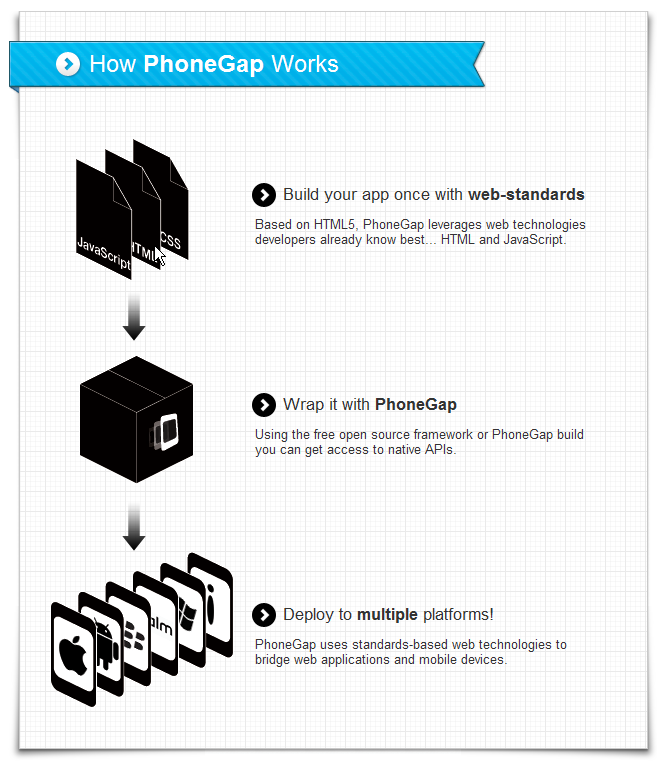 How PhoneGap Works
Build your app once with web-standards
Based on HTML5, PhoneGap leverages web technologies
developers already know best... HTML and JavaScript.
JavaScript
HTML
CSS
Wrap it with PhoneGap
Using the free open source framework or PhoneGap build
you can get access to native APIs.
Deploy to multiple platforms!
PhoneGap uses standards-based web technologies to
bridge web applications and mobile devices.